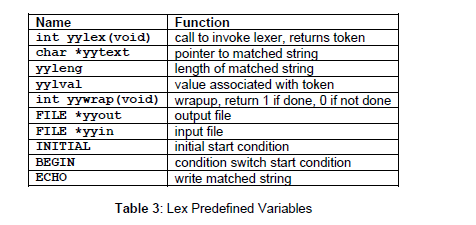 Name Function
int yylex(void) call to invoke lexer, returns token
char *yytext pointer to matched string
yyleng length of matched string
yylval value associated with token
int yywrap(void) wrapup, return 1 if done, 0 if not done
FILE *yyout output file
FILE *yyin input file
INITIAL initial start condition
BEGIN condition switch start condition
ECHO write matched string
Table 3: Lex Predefined Variables